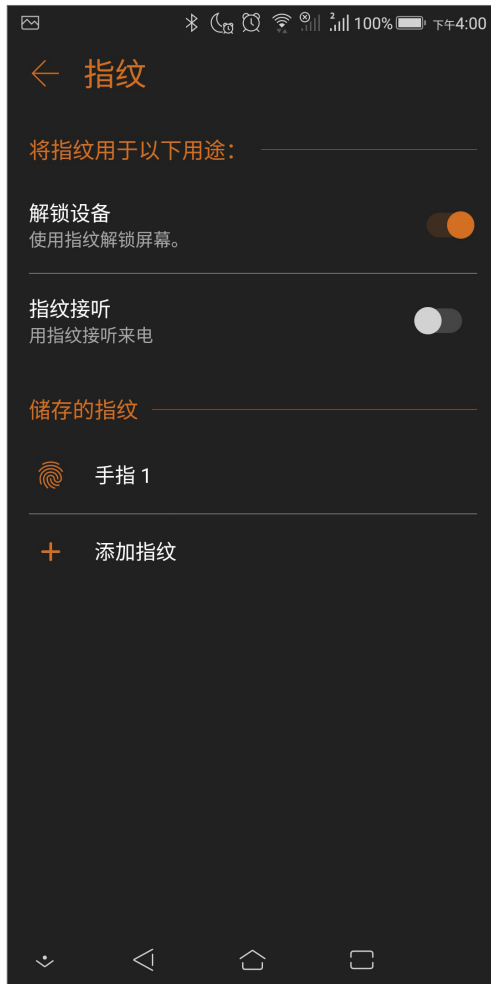 2 100% 下午4:00
指纹
将指纹用于以下用途：
解锁设备
使用指纹解锁屏幕。
指纹接听
用指纹接听来电
储存的指纹
手指 1
添加指纹